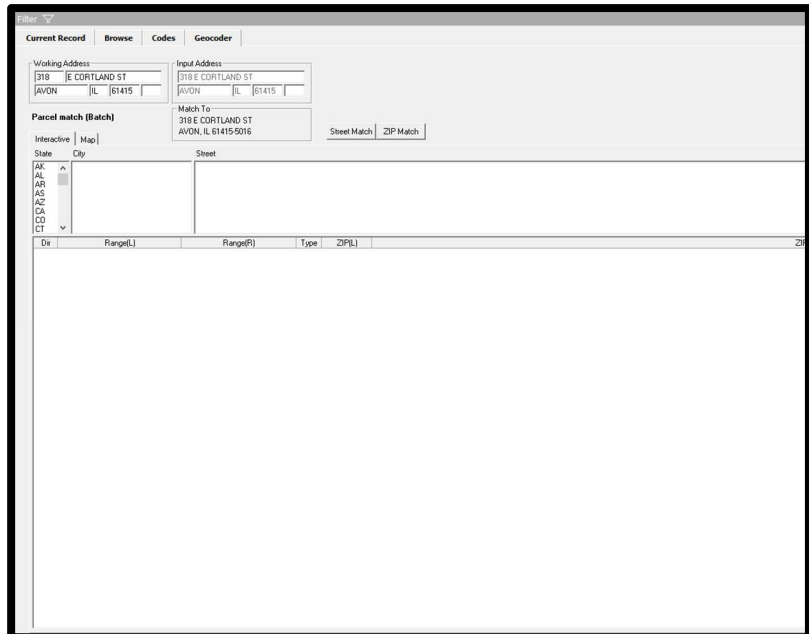 Filter
Current Record Browse Codes Geocoder
Working Address Input Address
318 E CORTLAND ST 318 E CORTLAND ST
AVON IL 61415 AVON IL 61415
Match To
Parcel match (Batch) 318 E CORTLAND ST
AVON, IL 61415-5016 Street Match ZIP Match
Interactive Map
State City Street
AK
AL
AR
AS
AZ
CA
CO
CT
Dir Range(L) Range(R) Type ZIP(L) ZIP